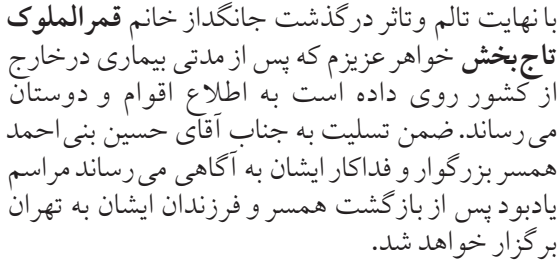 با نهایت تالم وتاثر درگذشت جانگداز خانم قمرالملوک
تاج‌بخش خواهر عزیزم که پس از مدتی بیماری درخارج
از کشور روی داده است به اطلاع اقوام و دوستان
می‌رساند. ضمن تسلیت به جناب آقای حسین بنی‌احمد
همسر بزرگوار و فداکار ایشان به آگاهی می‌رساند مراسم
یادبود پس از بازگشت همسر و فرزندان ایشان به تهران
برگزار خواهد شد.